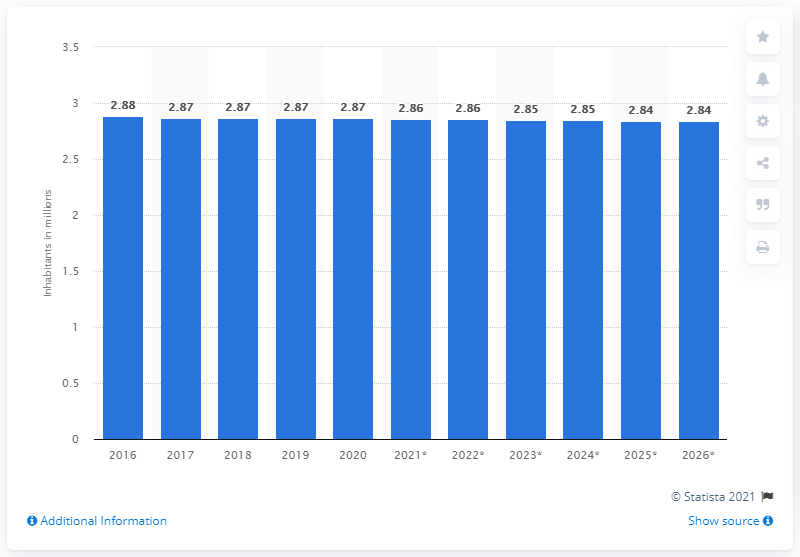 3.5
3
2.5
2
1.5
1
0.5
0
Inhabitants in millions
2.88 2.87 2.87 2.87 2.87 2.86 2.86 2.85 2.85 2.84 2.84
2016 2017 2018 2019 2020 2021* 2022* 2023* 2024* 2025* 2026*
© Statista 2021
Additional Information
Show source